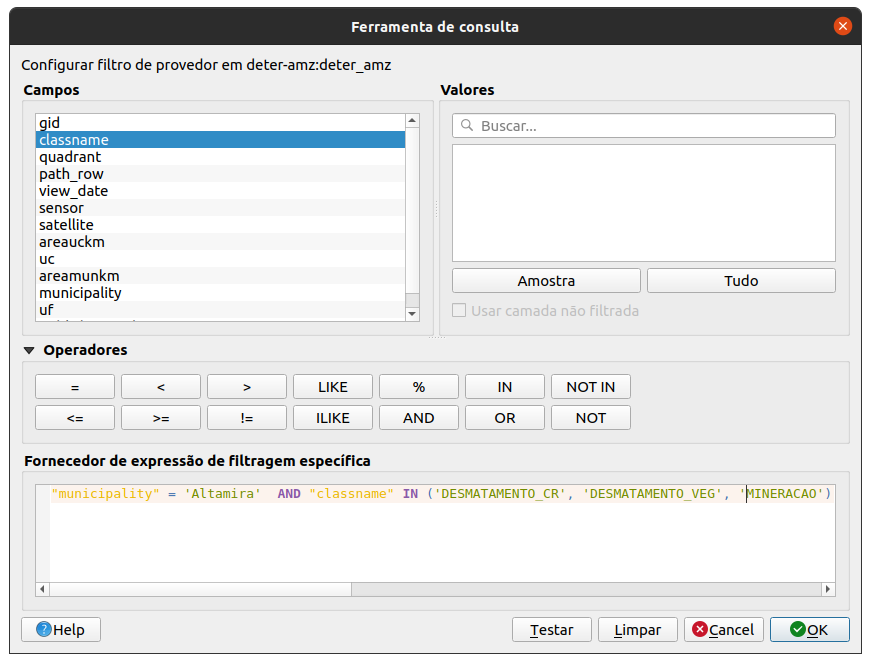 Ferramenta de consulta
Configurar filtro de provedor em deter-amz:deter_amz
Campos
gid
classname
quadrant
path_row
view_date
sensor
satellite
areauckm
uc
areamunkm
municipality
uf
Valores
Buscar...
Amostra Tudo
Usar camada não filtrada
Operadores
= < > LIKE % IN NOT IN
<= >= != ILIKE AND OR NOT
Fornecedor de expressão de filtragem específica
"municipality" = 'Altamira'  AND "classname" IN ('DESMATAMENTO_CR', 'DESMATAMENTO_VEG', 'MINERACAO')
Help Testar Limpar Cancel OK